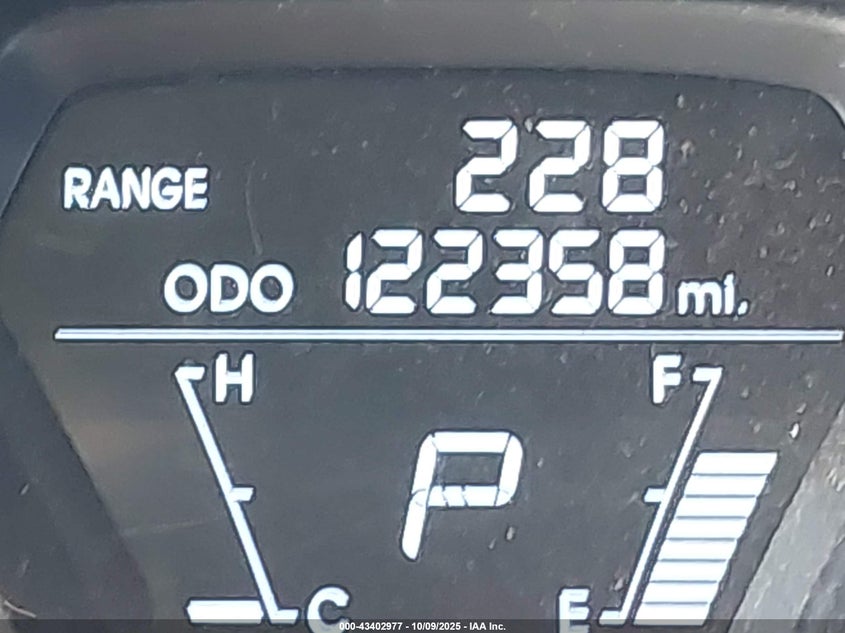 RANGE 228
ODO 122358 mi.
H F
P
C E
000-43402977 - 10/09/2025 - IAA Inc.